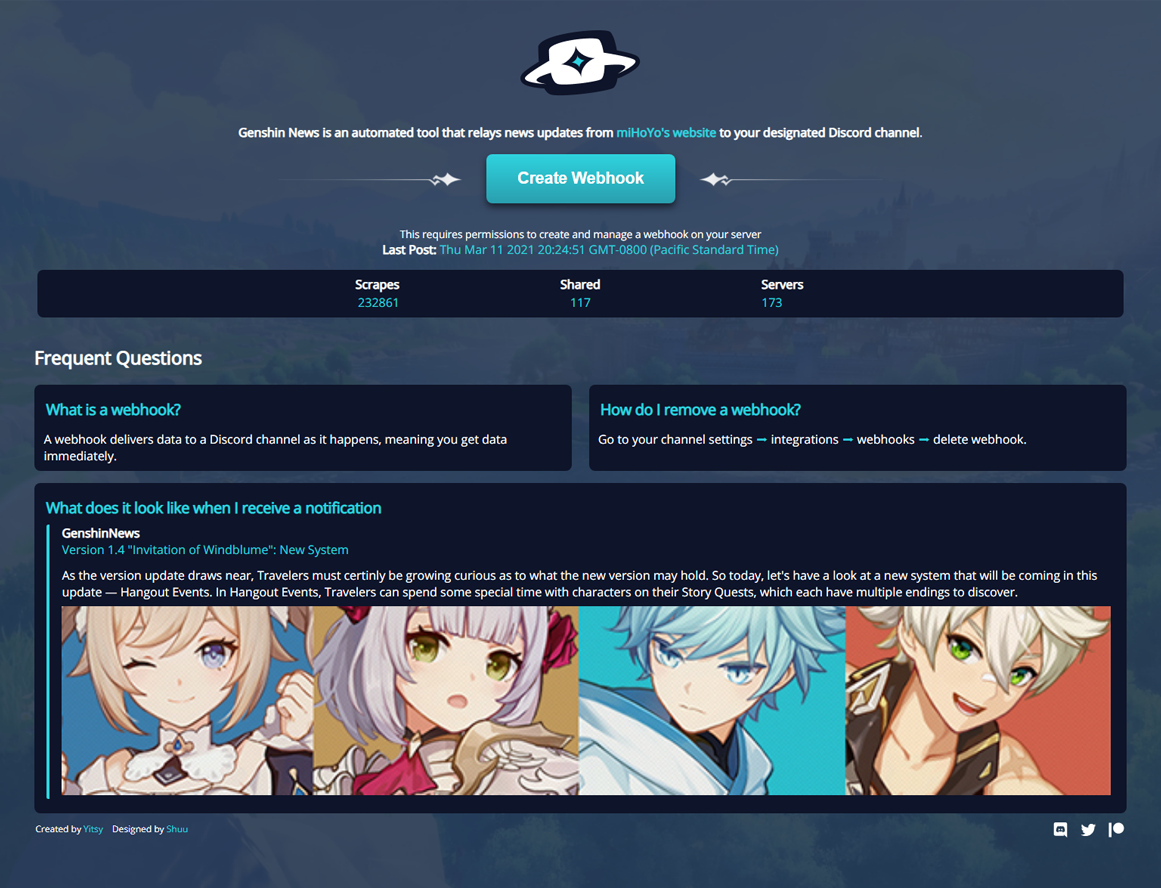 Genshin News is an automated tool that relays news updates from miHoYo's website to your designated Discord channel.
Create Webhook
This requires permissions to create and manage a webhook on your server
Last Post: Thu Mar 11 2021 20:24:51 GMT-0800 (Pacific Standard Time)
Scrapes Shared Servers
232861 117 173
Frequent Questions
What is a webhook?
A webhook delivers data to a Discord channel as it happens, meaning you get data
immediately.
How do I remove a webhook?
Go to your channel settings ➞ integrations ➞ webhooks ➞ delete webhook.
What does it look like when I receive a notification
GenshinNews
Version 1.4 "Invitation of Windblume": New System
As the version update draws near, Travelers must certinly be growing curious as to what the new version may hold. So today, let's have a look at a new system that will be coming in this
update — Hangout Events. In Hangout Events, Travelers can spend some special time with characters on their Story Quests, which each have multiple endings to discover.
Created by Yitsy Designed by Shuu